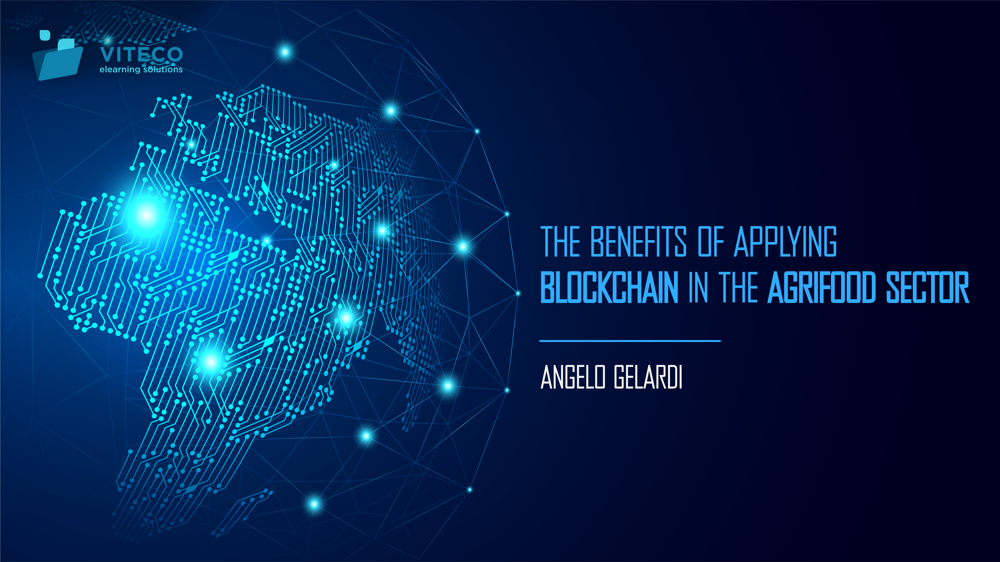 VITECO
elearning solutions
THE BENEFITS OF APPLYING
BLOCKCHAIN IN THE AGRIFOOD SECTOR
ANGELO GELARDI